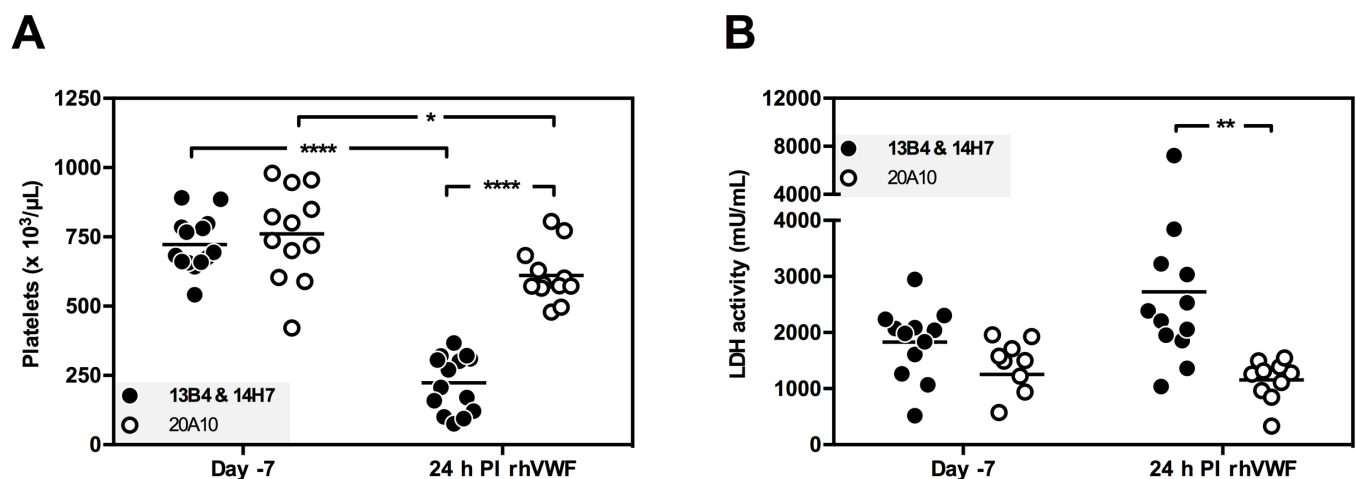 A
Platelets (x 10³/µL)
1250
1000
750
500
250
0
*
****
****
13B4 & 14H7
20A10
Day -7
24 h PI rhVWF
B
LDH activity (mU/mL)
12000
8000
4000
4000
3000
2000
1000
0
**
13B4 & 14H7
20A10
Day -7
24 h PI rhVWF